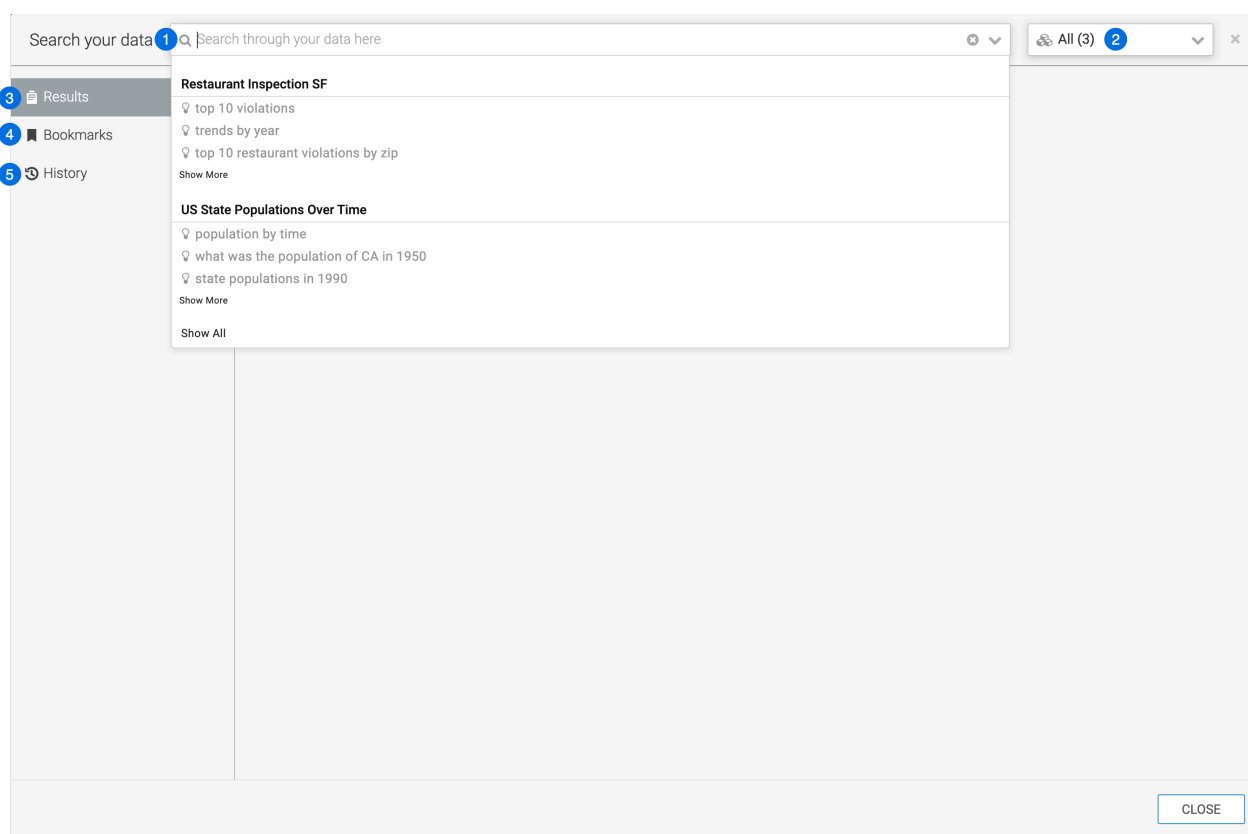 Search your data 1 Search through your data here All (3) 2
Restaurant Inspection SF
3 Results
top 10 violations
trends by year
4 Bookmarks
top 10 restaurant violations by zip
5 History
Show More
US State Populations Over Time
population by time
what was the population of CA in 1950
state populations in 1990
Show More
Show All
CLOSE